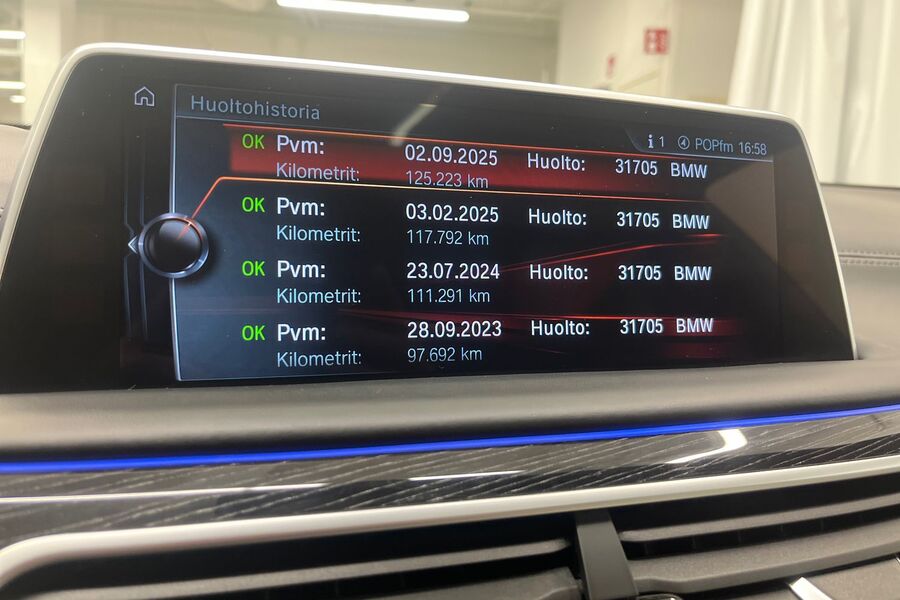 Huoltohistoria
1 POPfm 16:58
OK Pvm: 02.09.2025 Huolto: 31705 BMW
Kilometrit: 125.223 km
OK Pvm: 03.02.2025 Huolto: 31705 BMW
Kilometrit: 117.792 km
OK Pvm: 23.07.2024 Huolto: 31705 BMW
Kilometrit: 111.291 km
OK Pvm: 28.09.2023 Huolto: 31705 BMW
Kilometrit: 97.692 km